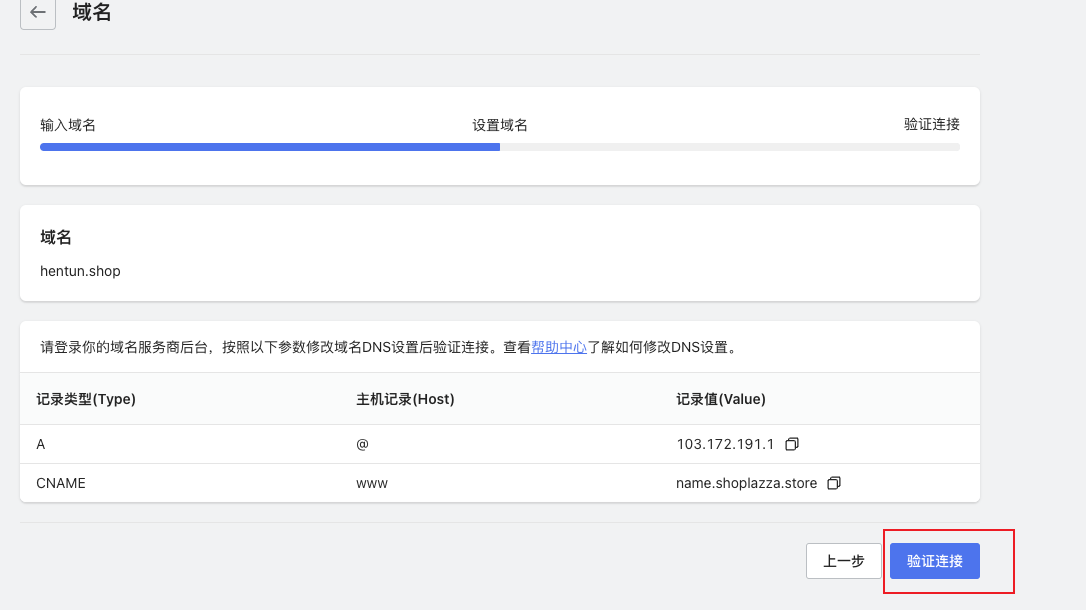 域名
输入域名 设置域名 验证连接
域名
hentun.shop
请登录你的域名服务商后台，按照以下参数修改域名DNS设置后验证连接。查看帮助中心了解如何修改DNS设置。
记录类型(Type) 主机记录(Host) 记录值(Value)
A @ 103.172.191.1
CNAME www name.shoplazza.store
上一步 验证连接